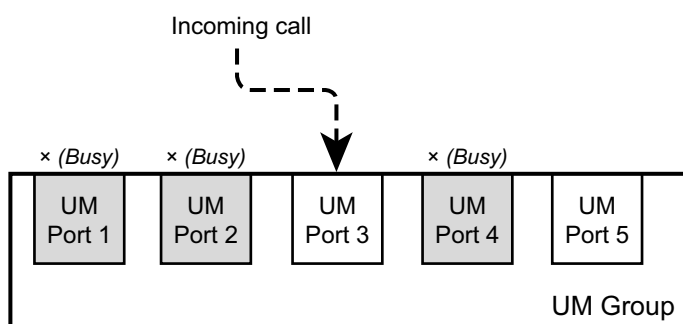 Incoming call
× (Busy) × (Busy) × (Busy)
UM UM UM UM UM
Port 1 Port 2 Port 3 Port 4 Port 5
UM Group